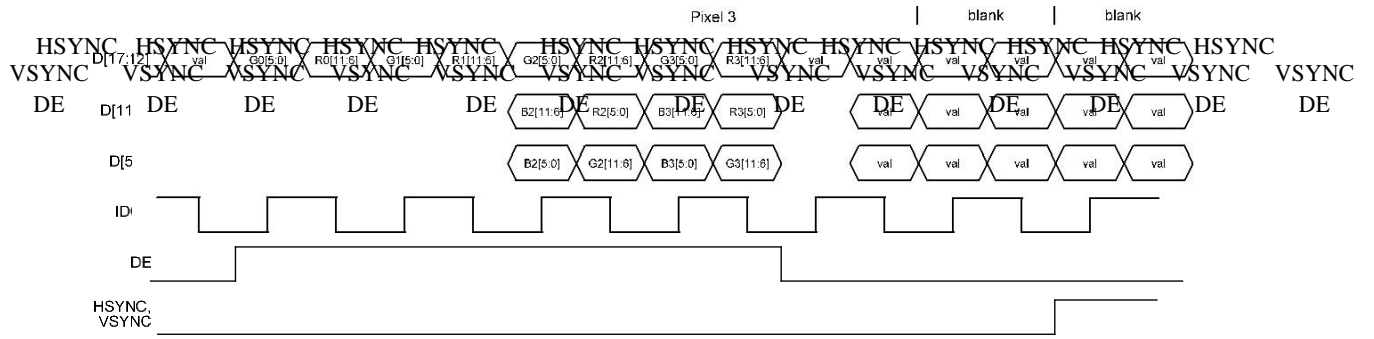 Pixel 3 blank blank
HSYNC HSYNC HSYNC HSYNC HSYNC HSYNC HSYNC HSYNC HSYNC HSYNC HSYNC HSYNC
D[17:12] val G0[5:0] R0[11:6] G1[5:0] R1[11:6] G2[5:0] R2[11:6] G3[5:0] R3[11:6] val val val val val val
VSYNC VSYNC VSYNC VSYNC VSYNC VSYNC VSYNC VSYNC VSYNC VSYNC VSYNC VSYNC VSYNC
DE DE DE DE DE DE DE DE DE DE DE DE DE
D[11 B2[11:6] R2[5:0] B3[11:6] R3[5:0] val val val val val
D[5 B2[5:0] G2[11:6] B3[5:0] G3[11:6] val val val val val
ID
DE
HSYNC,
VSYNC